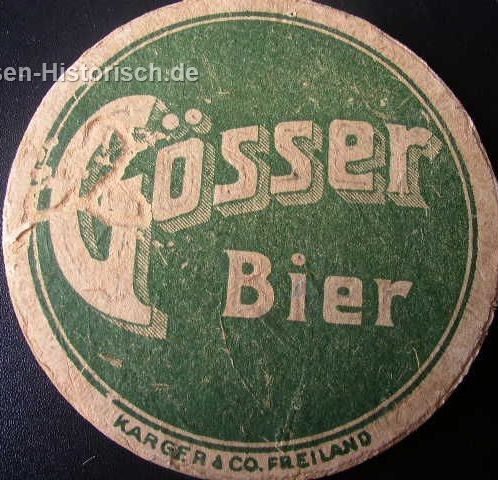 sen-Historisch.de
Gösser
Bier
KARGER & CO. FREILAND